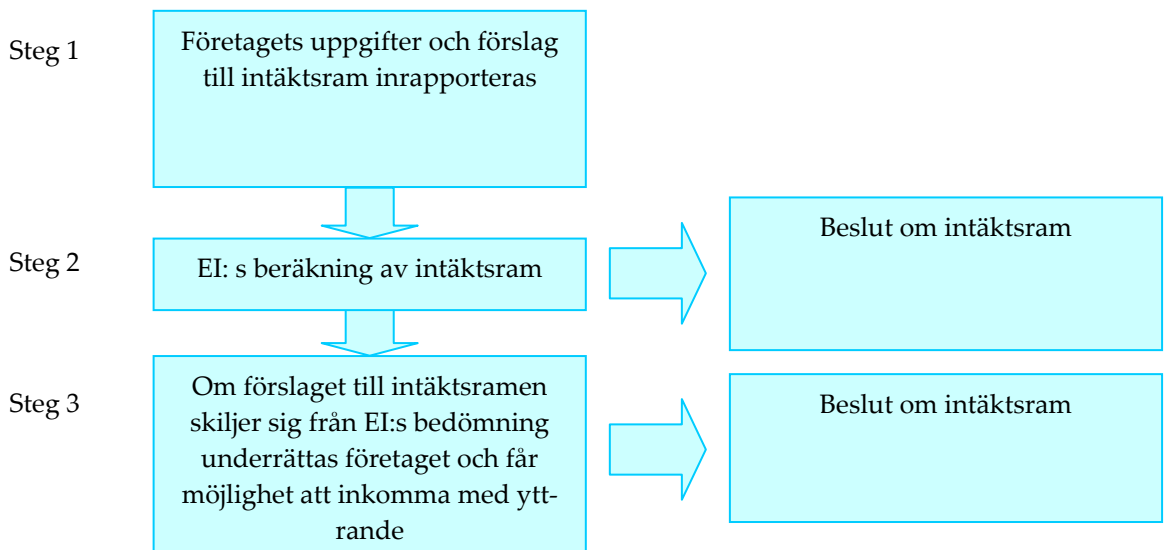 Steg 1
Företagets uppgifter och förslag
till intäktsram inrapporteras
Steg 2
EI: s beräkning av intäktsram
Beslut om intäktsram
Steg 3
Om förslaget till intäktsramen
skiljer sig från EI:s bedömning
underrättas företaget och får
möjlighet att inkomma med ytt-
rande
Beslut om intäktsram